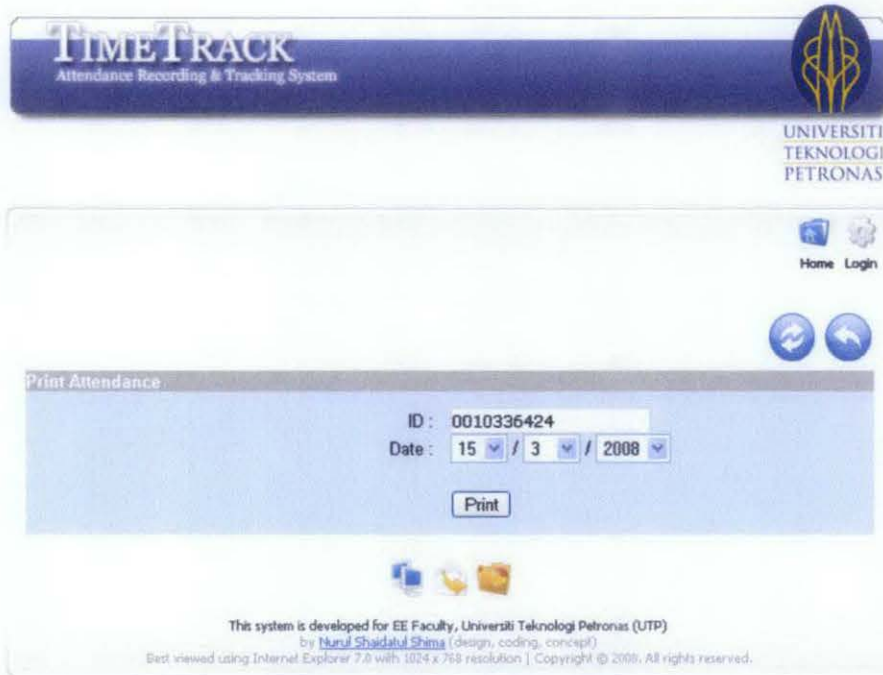 TIMETRACK
Attendance Recording & Tracking System
UNIVERSITI
TEKNOLOGI
PETRONAS
Home Login
Print Attendance
ID : 0010336424
Date : 15 / 3 / 2008
Print
This system is developed for EE Faculty, Universiti Teknologi Petronas (UTP)
by Nurul Shaidatul Shima (design, coding, concept)
Best viewed using Internet Explorer 7.0 with 1024 x 768 resolution | Copyright © 2008. All rights reserved.